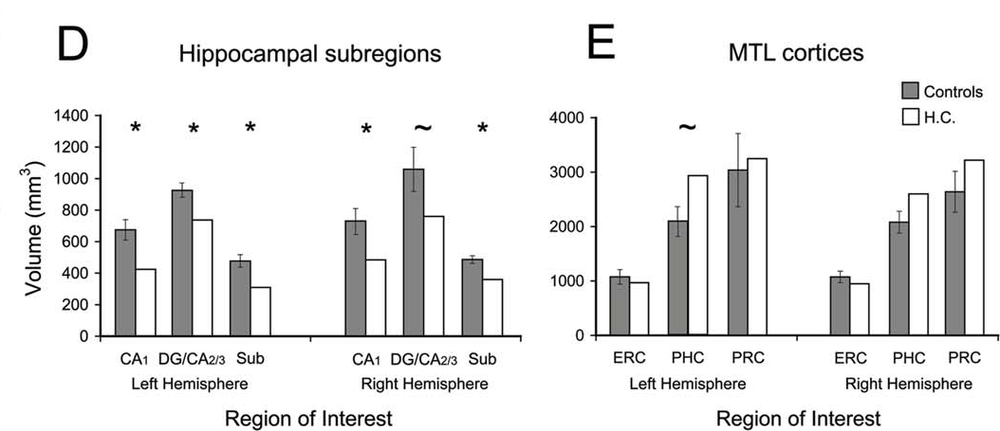 D
Hippocampal subregions
Volume (mm³)
1400
1200
1000
800
600
400
200
0
* * * * ~ *
CA1 DG/CA2/3 Sub CA1 DG/CA2/3 Sub
Left Hemisphere Right Hemisphere
Region of Interest
E
MTL cortices
Controls
H.C.
4000
3000
2000
1000
0
~
ERC PHC PRC ERC PHC PRC
Left Hemisphere Right Hemisphere
Region of Interest